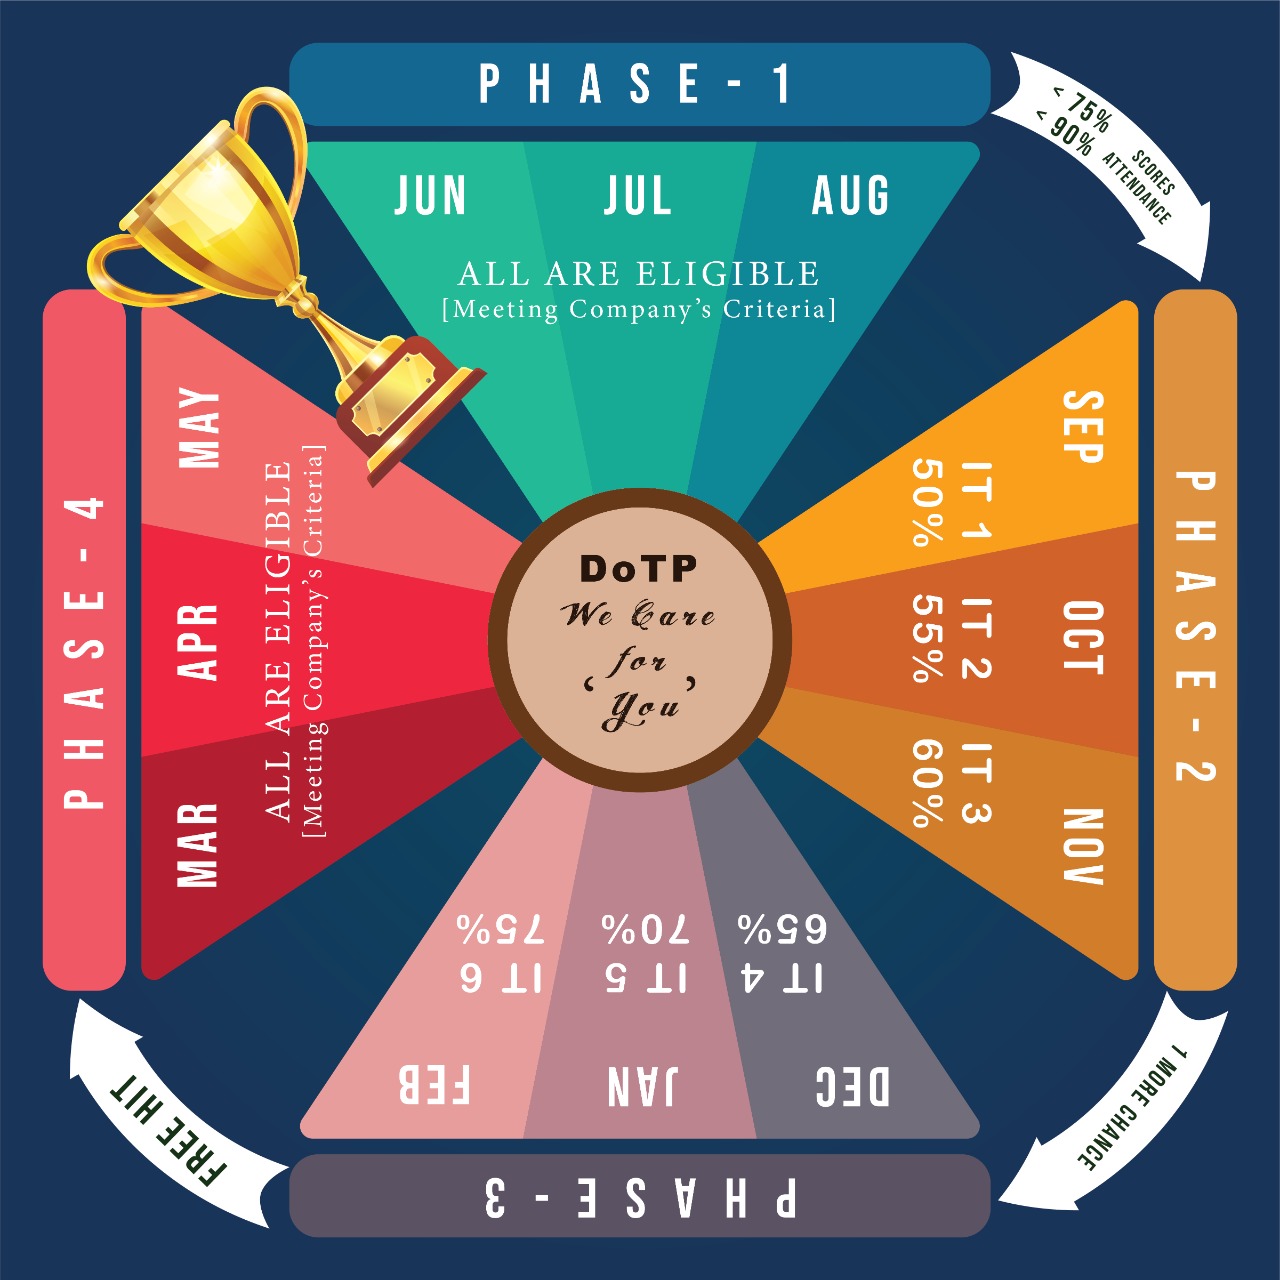 PHASE-1
JUN
JUL
AUG
ALL ARE ELIGIBLE
[Meeting Company's Criteria]
< 75% SCORES
< 90% ATTENDANCE
PHASE-2
SEP
IT 1
50%
OCT
IT 2
55%
NOV
IT 3
60%
1 MORE CHANCE
PHASE-3
DEC
IT 4
65%
JAN
IT 5
70%
FEB
IT 6
75%
FREE HIT
PHASE-4
MAR
APR
MAY
ALL ARE ELIGIBLE
[Meeting Company's Criteria]
DoTP
We Care
for
'You'